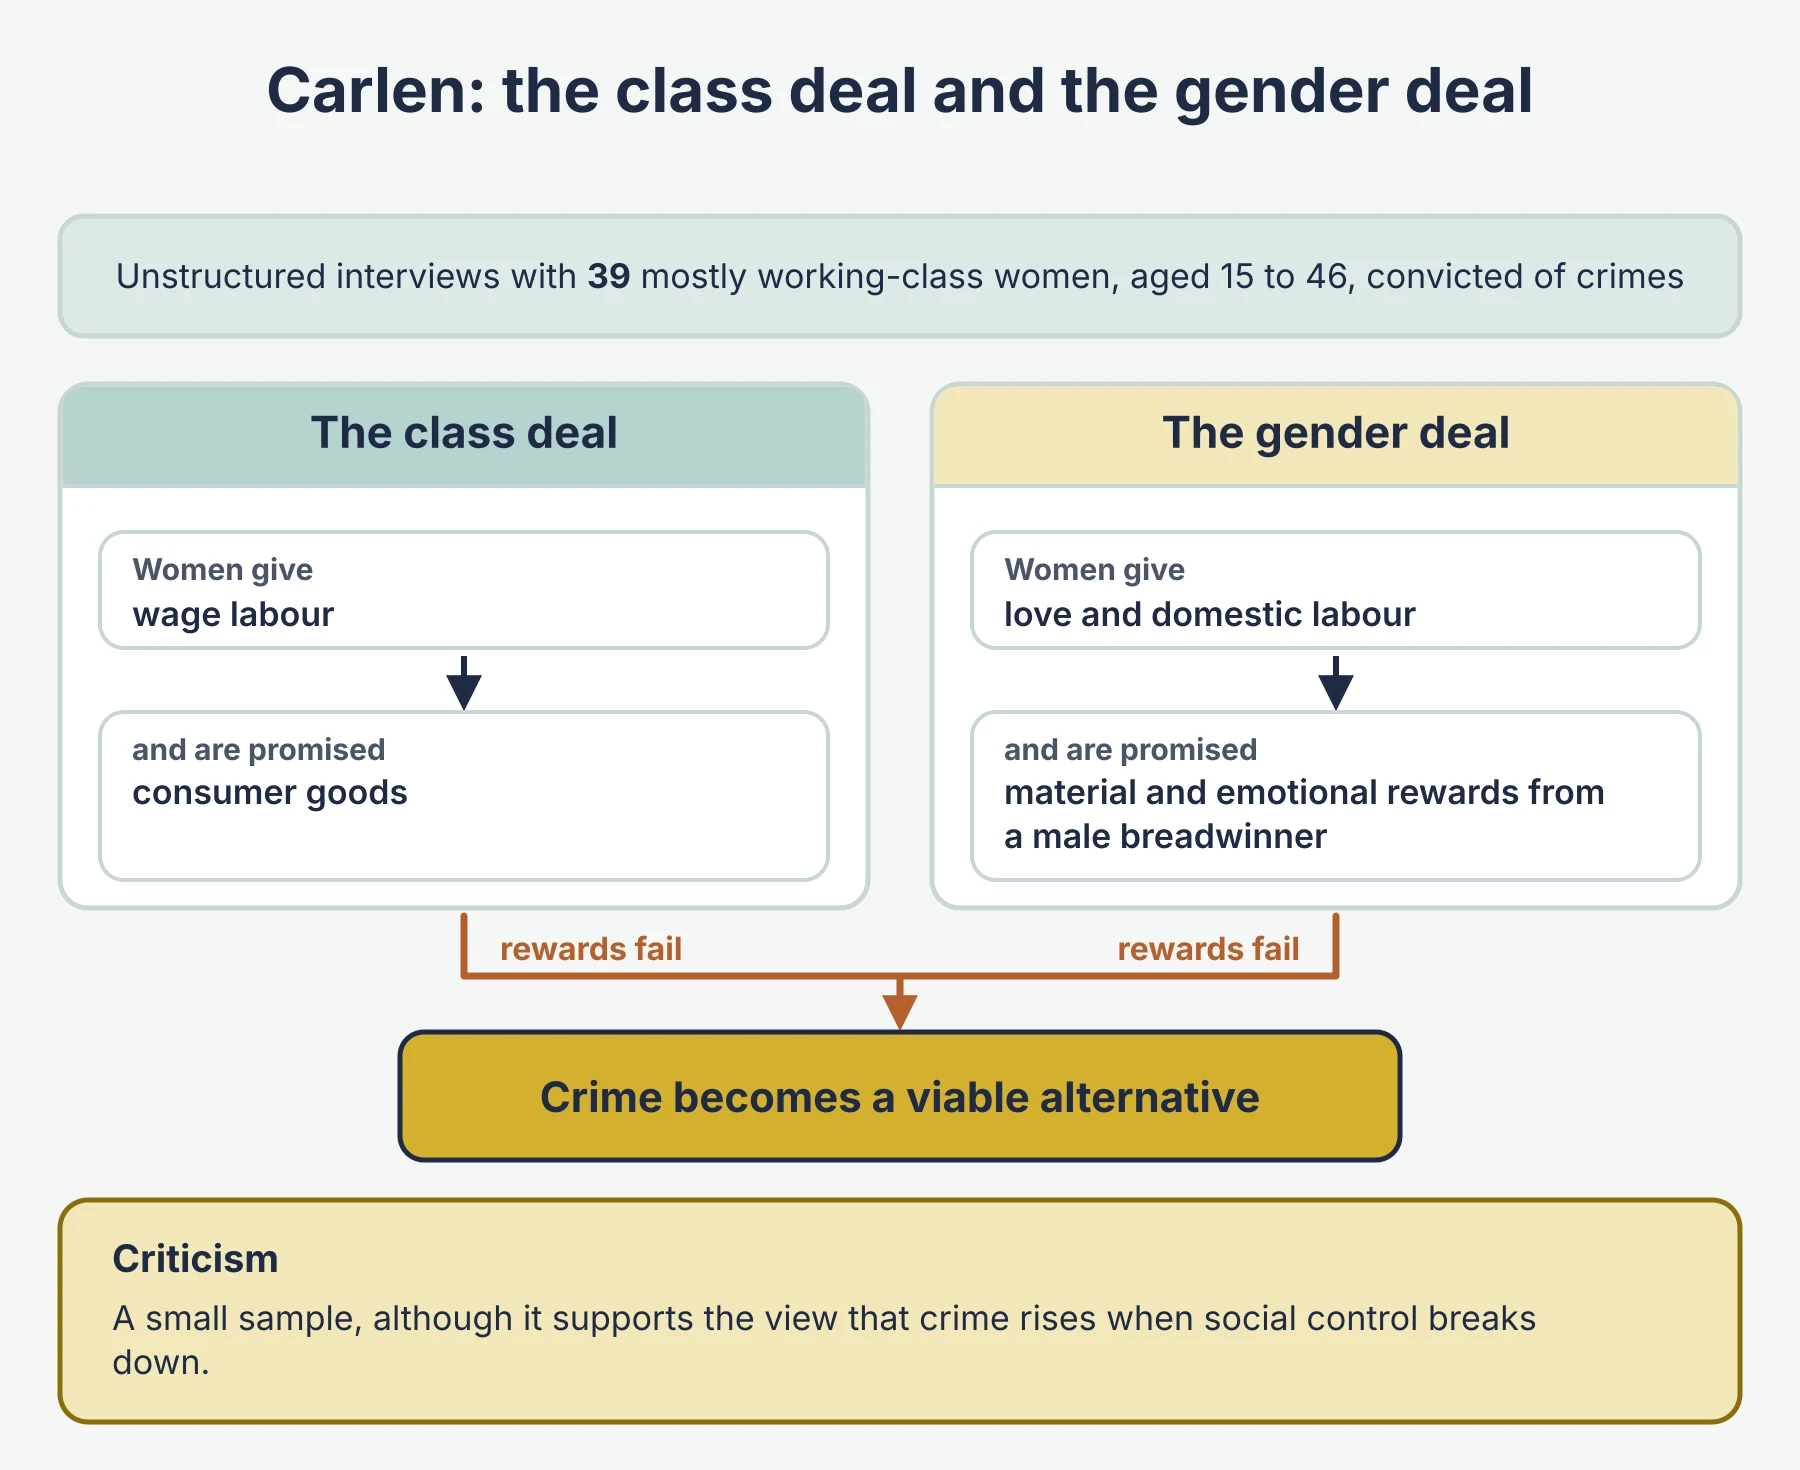 Carlen: the class deal and the gender deal
Unstructured interviews with 39 mostly working-class women, aged 15 to 46, convicted of crimes
The class deal
Women give
wage labour
and are promised
consumer goods
The gender deal
Women give
love and domestic labour
and are promised
material and emotional rewards from
a male breadwinner
rewards fail
rewards fail
Crime becomes a viable alternative
Criticism
A small sample, although it supports the view that crime rises when social control breaks
down.